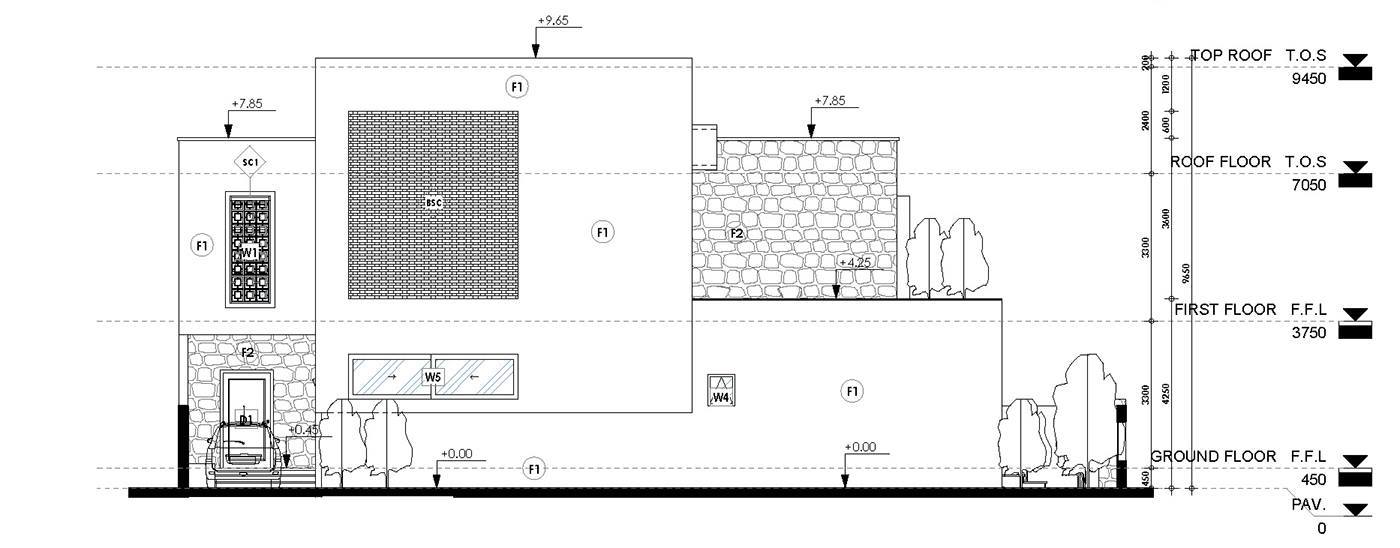 +9.65
TOP ROOF T.O.S
9450
200
1200
F1
+7.85
+7.85
2400
600
SC1
ROOF FLOOR T.O.S
7050
BSC
F1
W1
F1
F2
3600
3300
+4.25
9650
FIRST FLOOR F.F.L
3750
F2
W5
W4
F1
3300
4250
D1
+0.45
+0.00
F1
+0.00
GROUND FLOOR F.F.L
450
450
PAV.
0